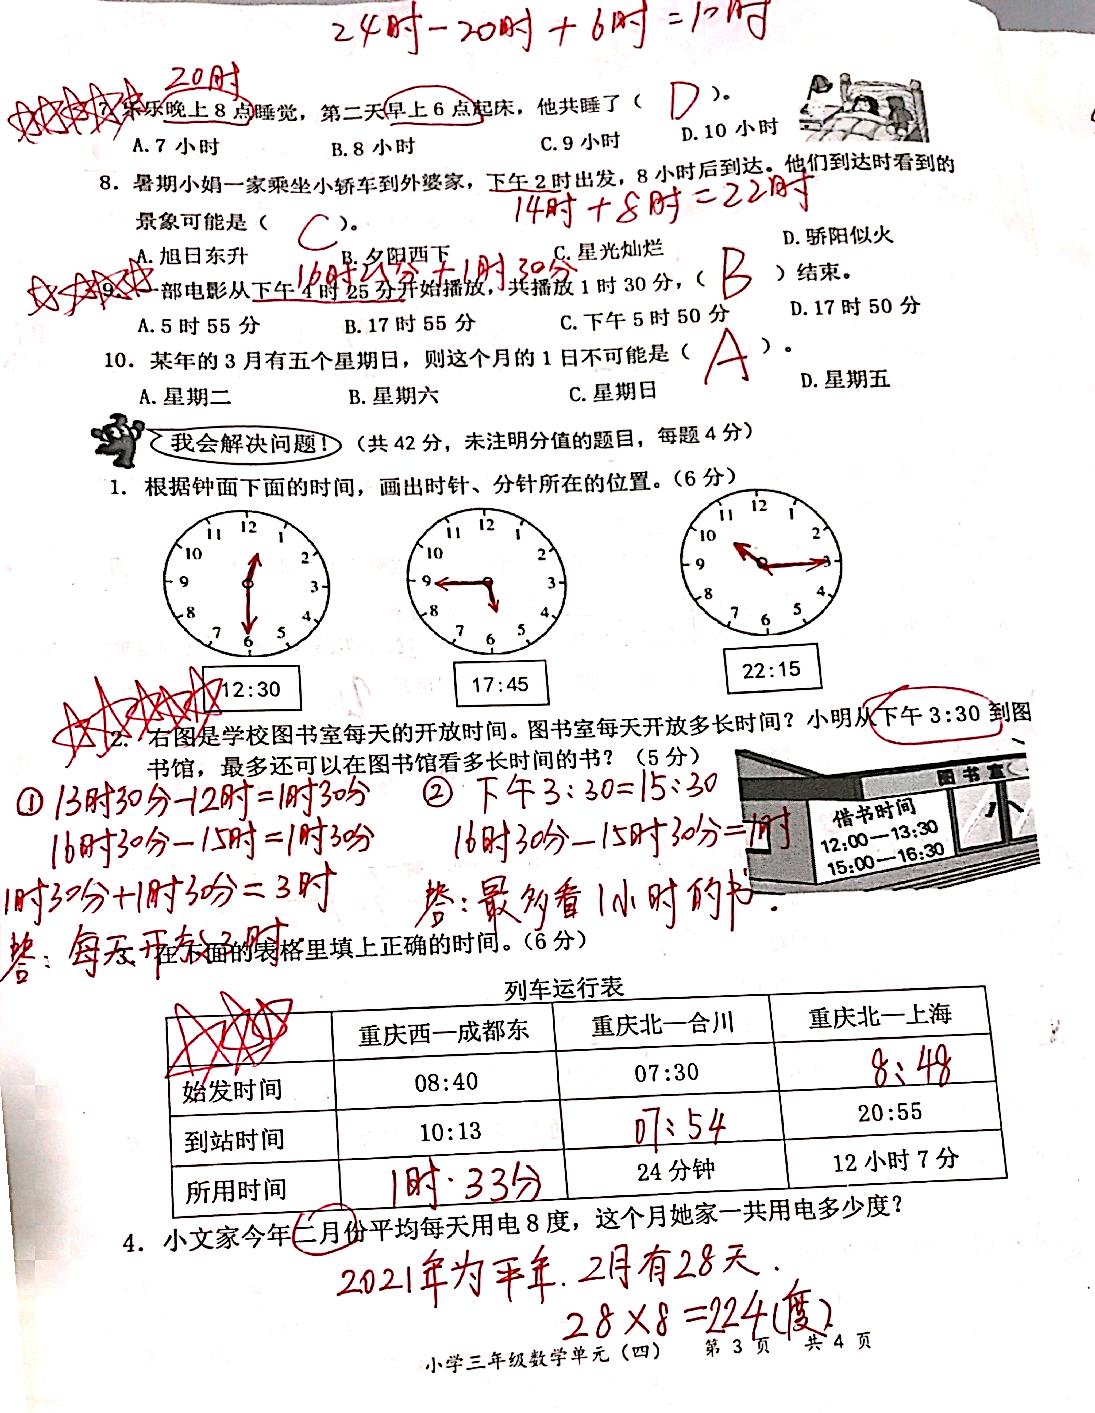 24时-20时+6时=10时
20时
7. 乐乐晚上8点睡觉，第二天早上6点起床，他共睡了（ D ）。
A.7小时 B.8小时 C.9小时 D.10小时
8. 暑期小娟一家乘坐小轿车到外婆家，下午2时出发，8小时后到达。他们到达时看到的
14时+8时=22时
景象可能是（ C ）。
A.旭日东升 B.夕阳西下 C.星光灿烂 D.骄阳似火
16时25分+1时30分
9. 一部电影从下午4时25分开始播放，共播放1时30分，（ B ）结束。
A.5时55分 B.17时55分 C.下午5时50分 D.17时50分
10. 某年的3月有五个星期日，则这个月的1日不可能是（ A ）。
A.星期二 B.星期六 C.星期日 D.星期五
我会解决问题！（共42分，未注明分值的题目，每题4分）
1. 根据钟面下面的时间，画出时针、分针所在的位置。（6分）
12 1 2 3 4 5 6 7 8 9 10 11
12 1 2 3 4 5 6 7 8 9 10 11
12 1 2 3 4 5 6 7 8 9 10 11
12:30 17:45 22:15
2. 右图是学校图书室每天的开放时间。图书室每天开放多长时间？小明从下午3:30到图
书馆，最多还可以在图书馆看多长时间的书？（5分）
图书室
借书时间
12:00—13:30
15:00—16:30
① 13时30分-12时=1时30分
16时30分-15时=1时30分
1时30分+1时30分=3时
答：每天开放3时.
② 下午3:30=15:30
16时30分-15时30分=1时
答：最多看1小时的书.
3. 在下面的表格里填上正确的时间。（6分）
列车运行表
重庆西—成都东 重庆北—合川 重庆北—上海
始发时间 08:40 07:30 8:48
到站时间 10:13 07:54 20:55
所用时间 1时·33分 24分钟 12小时7分
4. 小文家今年二月份平均每天用电8度，这个月她家一共用电多少度？
2021年为平年.2月有28天.
28×8=224(度)
小学三年级数学单元（四） 第 3 页 共 4 页